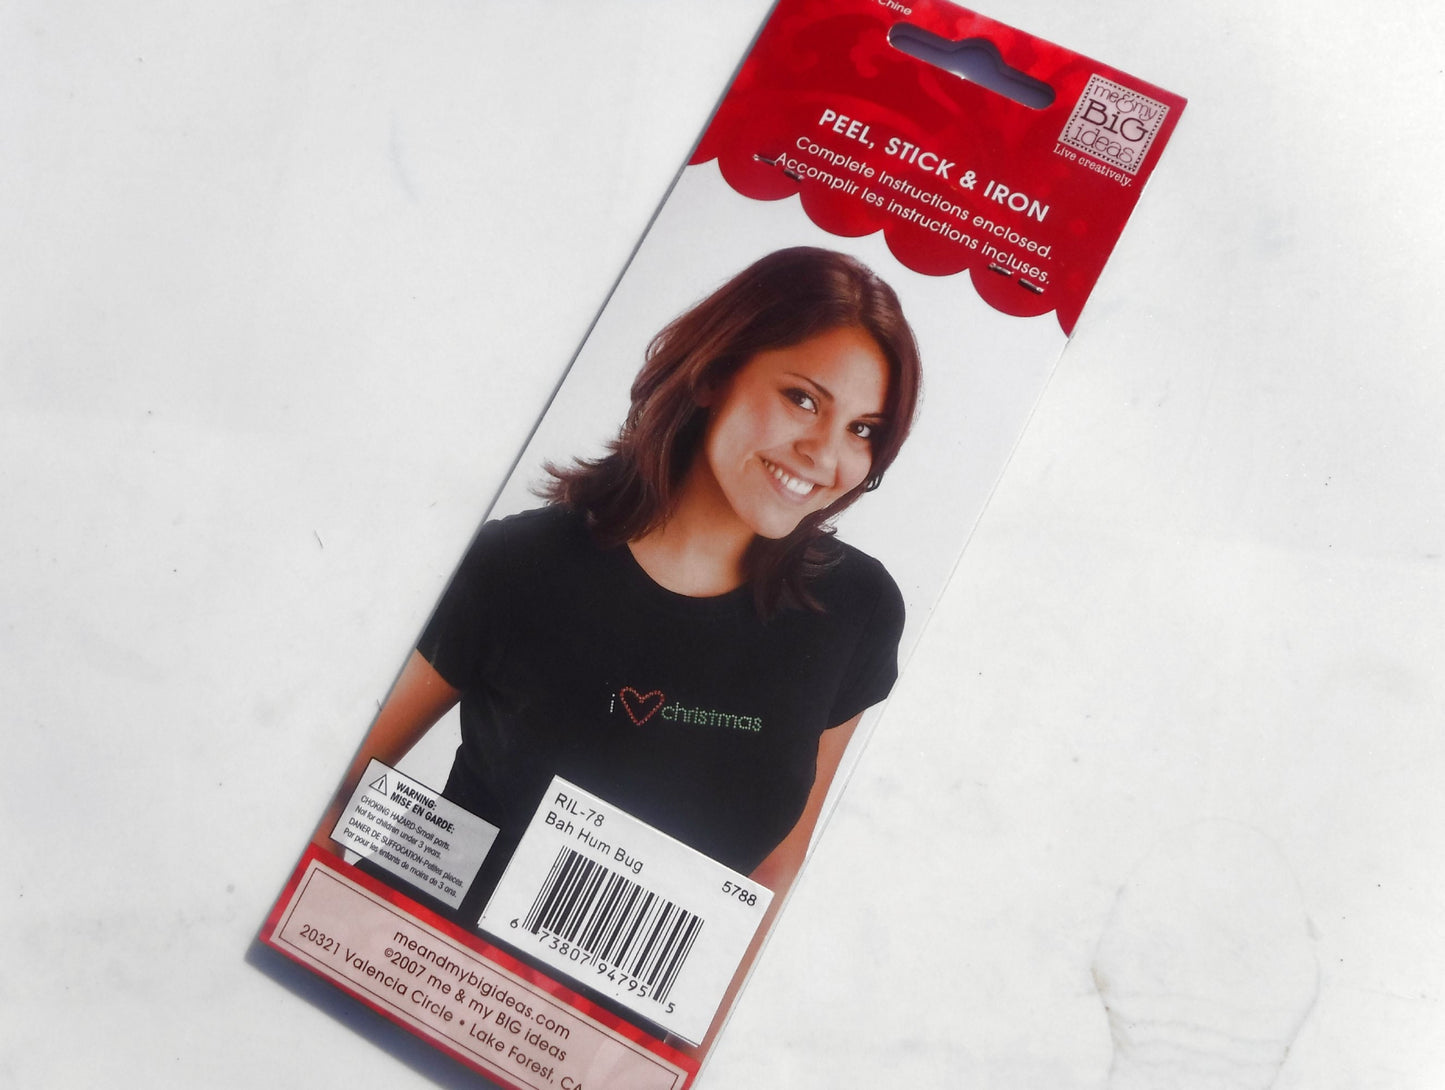 Chine
me & my
BiG
ideas
Live creatively.
PEEL, STICK & IRON
Complete Instructions enclosed.
Accomplir les instructions incluses.
i christmas
WARNING:
MISE EN GARDE:
CHOKING HAZARD-Small parts.
Not for children under 3 years.
DANER DE SUFFOCATION-Petites pieces.
Par pour les enfants de moins de 3 ans.
RIL-78
Bah Hum Bug
5788
6 73807 94795 5
meandmybigideas.com
©2007 me & my BIG ideas
20321 Valencia Circle • Lake Forest, CA